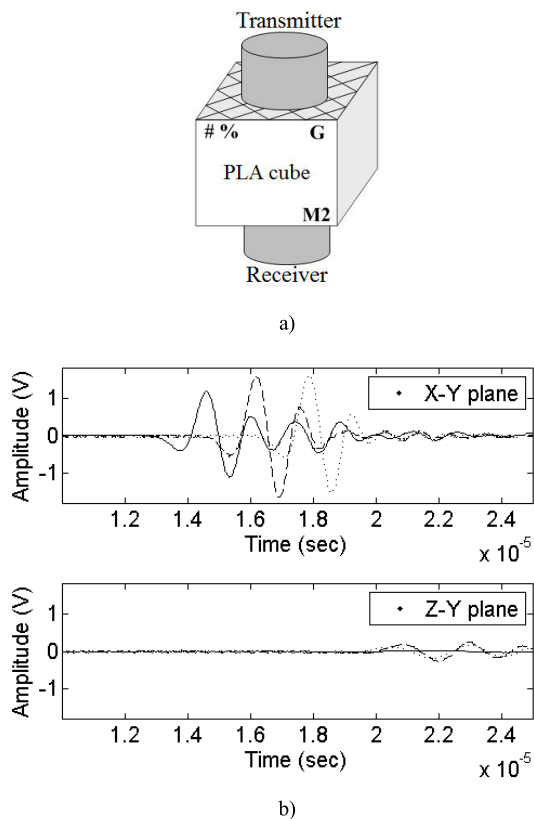 Transmitter
# % G
PLA cube
M2
Receiver
a)
1
0
-1
Amplitude (V)
X-Y plane
1.2 1.4 1.6 1.8 2 2.2 2.4
Time (sec)
x 10-5
1
0
-1
Amplitude (V)
Z-Y plane
1.2 1.4 1.6 1.8 2 2.2 2.4
Time (sec)
x 10-5
b)